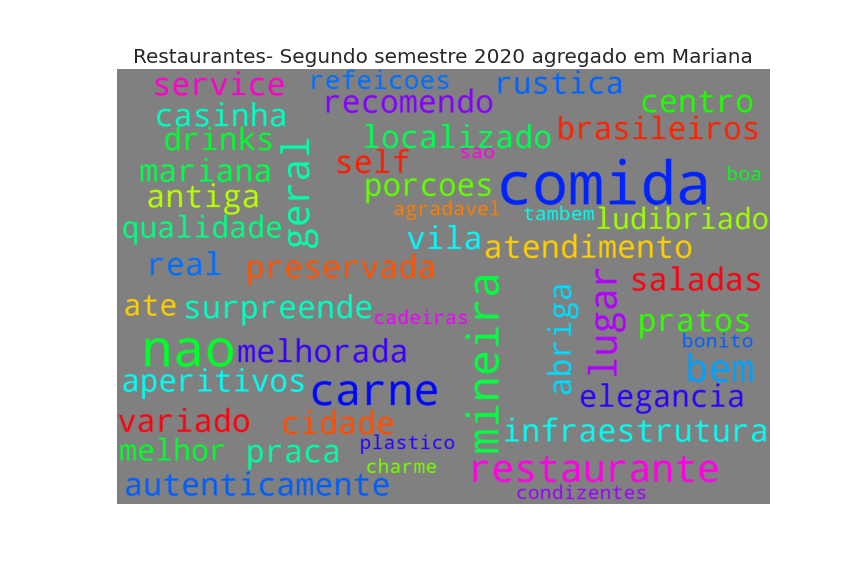 Restaurantes- Segundo semestre 2020 agregado em Mariana
service
refeicoes
rustica
recomendo
centro
casinha
brasileiros
drinks
localizado
sao
self
mariana
geral
comida
boa
porcoes
antiga
agradavel
tambem
ludibriado
qualidade
vila
atendimento
real
preservada
saladas
ate
surpreende
cadeiras
mineira
abriga
lugar
pratos
nao
melhorada
bonito
bem
aperitivos
carne
elegancia
variado
cidade
infraestrutura
melhor
praca
plastico
charme
restaurante
autenticamente
condizentes